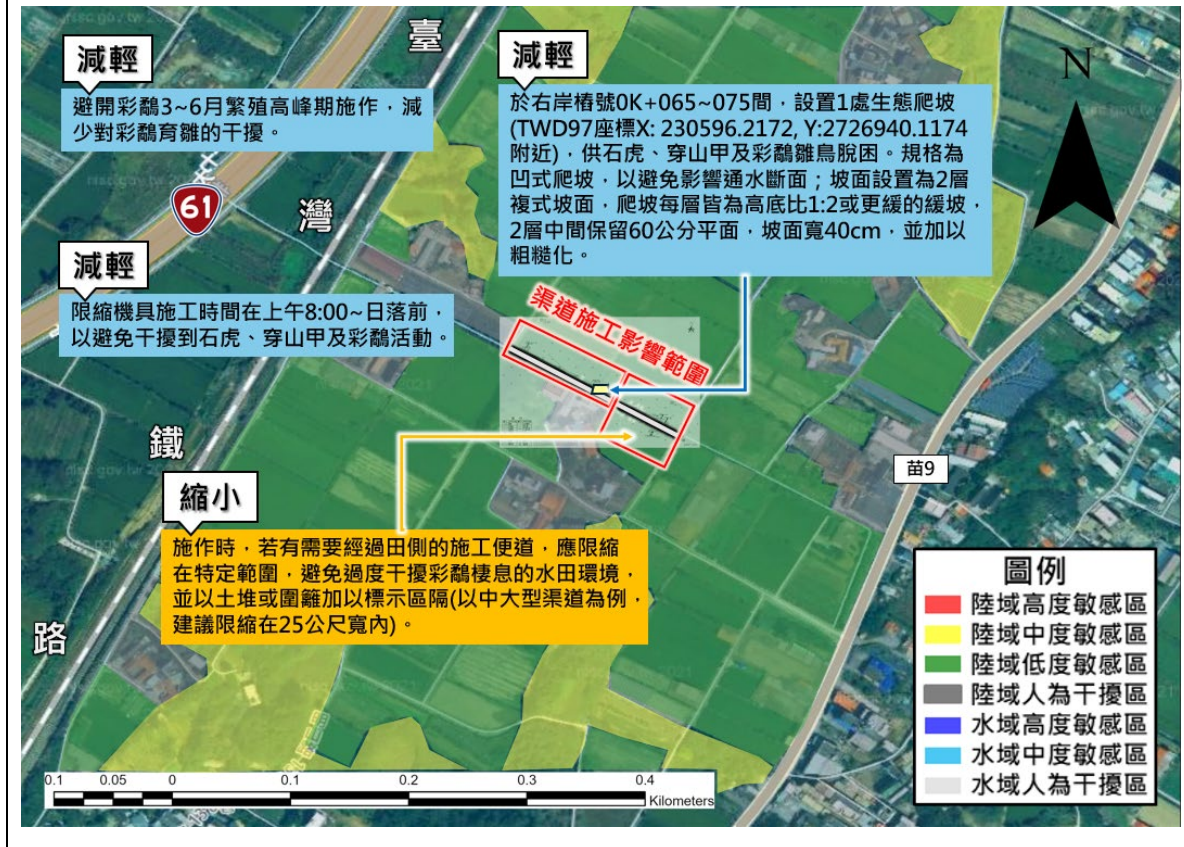 減輕
避開彩鷸3~6月繁殖高峰期施作，減
少對彩鷸育雛的干擾。
減輕
於右岸樁號0K+065~075間，設置1處生態爬坡
(TWD97座標X: 230596.2172, Y:2726940.1174
附近)，供石虎、穿山甲及彩鷸雛鳥脫困。規格為
凹式爬坡，以避免影響通水斷面；坡面設置為2層
複式坡面，爬坡每層皆為高底比1:2或更緩的緩坡，
2層中間保留60公分平面，坡面寬40cm，並加以
粗糙化。
N
61
臺
灣
鐵
路
減輕
限縮機具施工時間在上午8:00~日落前，
以避免干擾到石虎、穿山甲及彩鷸活動。
渠道施工影響範圍
苗9
縮小
施作時，若有需要經過田側的施工便道，應限縮
在特定範圍，避免過度干擾彩鷸棲息的水田環境，
並以土堆或圍籬加以標示區隔(以中大型渠道為例，
建議限縮在25公尺寬內)。
圖例
陸域高度敏感區
陸域中度敏感區
陸域低度敏感區
陸域人為干擾區
水域高度敏感區
水域中度敏感區
水域人為干擾區
0.1 0.05 0 0.1 0.2 0.3 0.4
Kilometers